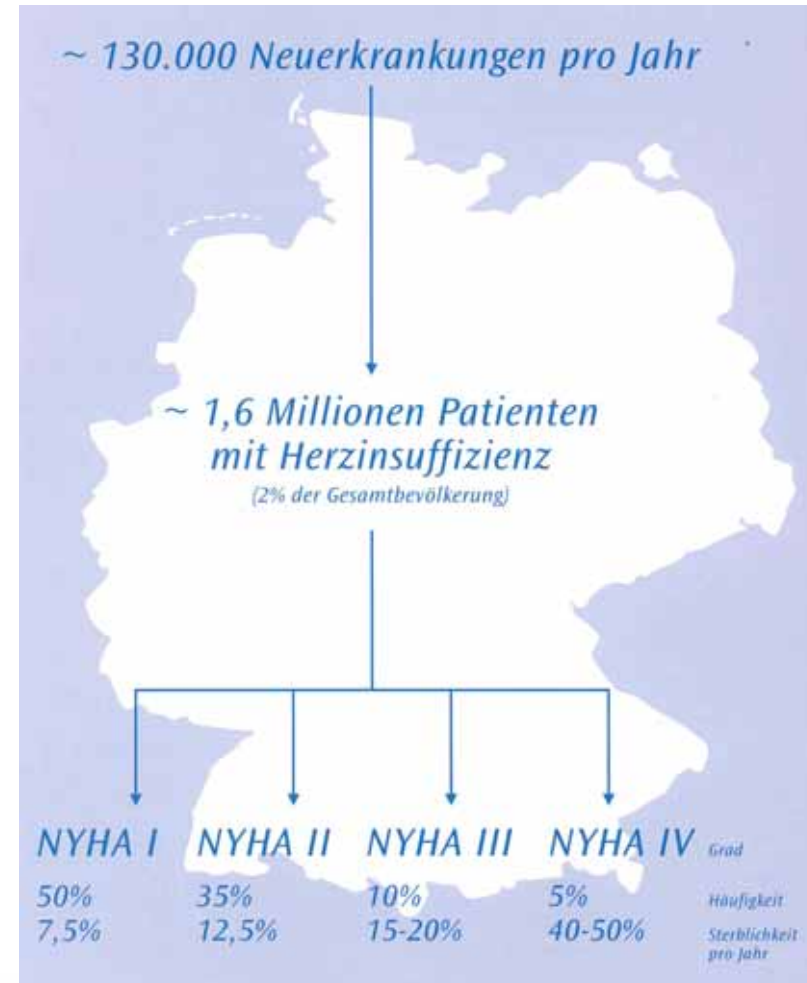 ~ 130.000 Neuerkrankungen pro Jahr
~ 1,6 Millionen Patienten
mit Herzinsuffizienz
(2% der Gesamtbevölkerung)
NYHA I NYHA II NYHA III NYHA IV Grad
50% 35% 10% 5% Häufigkeit
7,5% 12,5% 15-20% 40-50% Sterblichkeit
pro Jahr